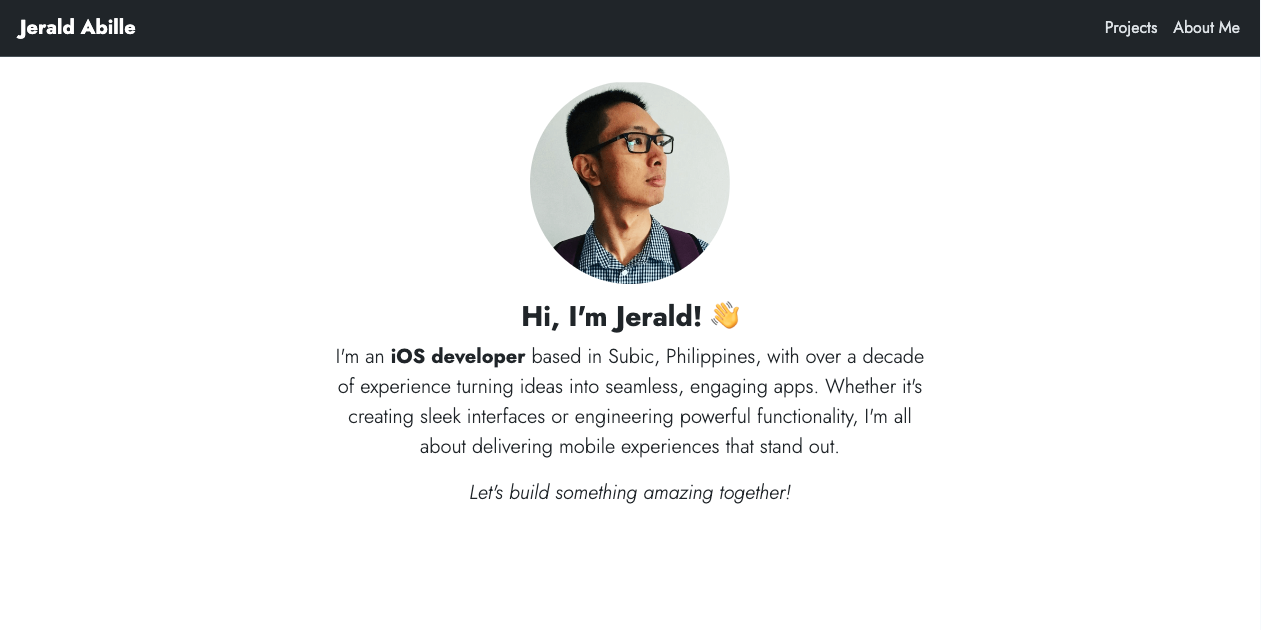 Jerald Abille
Projects About Me
Hi, I'm Jerald! 👋
I'm an iOS developer based in Subic, Philippines, with over a decade
of experience turning ideas into seamless, engaging apps. Whether it's
creating sleek interfaces or engineering powerful functionality, I'm all
about delivering mobile experiences that stand out.
Let's build something amazing together!